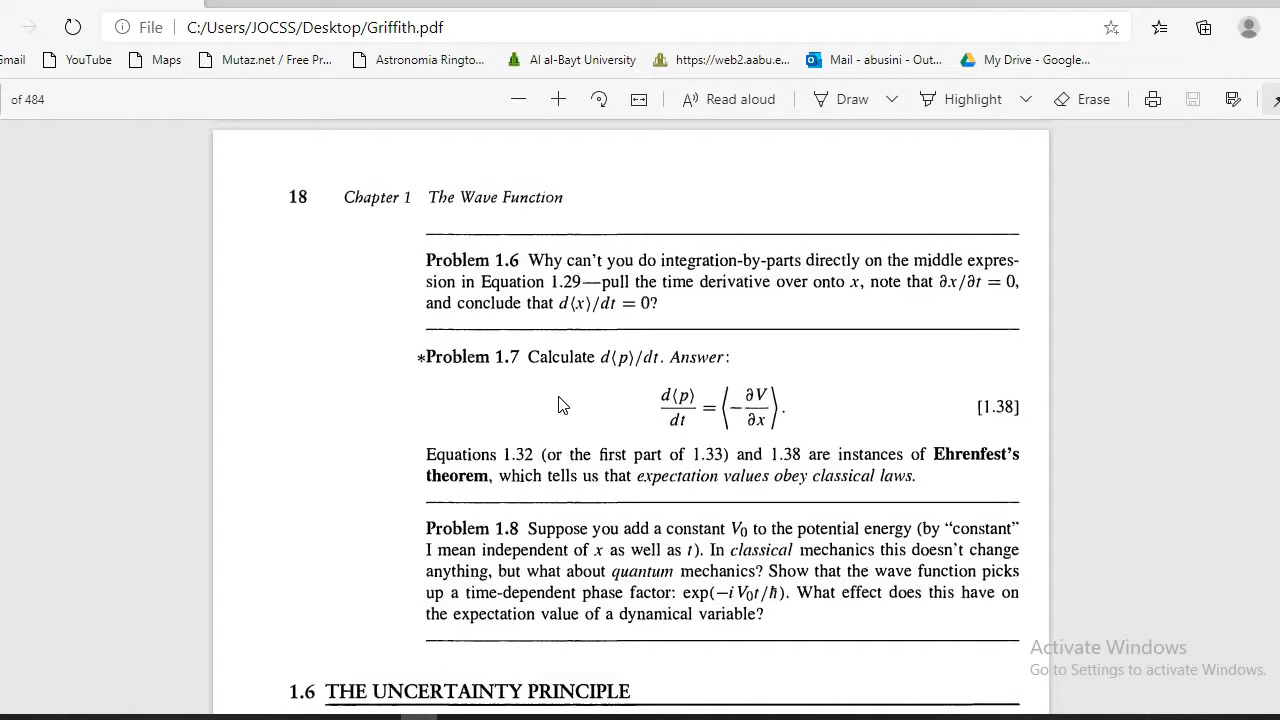 File C:/Users/JOCSS/Desktop/Griffith.pdf
Gmail YouTube Maps Mutaz.net / Free Pr... Astronomia Ringto... Al al-Bayt University https://web2.aabu.e... Mail - abusini - Out... My Drive - Google...
of 484 Read aloud Draw Highlight Erase
18 Chapter 1 The Wave Function
Problem 1.6 Why can't you do integration-by-parts directly on the middle expres-
sion in Equation 1.29—pull the time derivative over onto x, note that ∂x/∂t = 0,
and conclude that d⟨x⟩/dt = 0?
*Problem 1.7 Calculate d⟨p⟩/dt. Answer:
d⟨p⟩/dt = ⟨−∂V/∂x⟩. [1.38]
Equations 1.32 (or the first part of 1.33) and 1.38 are instances of Ehrenfest's
theorem, which tells us that expectation values obey classical laws.
Problem 1.8 Suppose you add a constant V₀ to the potential energy (by “constant”
I mean independent of x as well as t). In classical mechanics this doesn't change
anything, but what about quantum mechanics? Show that the wave function picks
up a time-dependent phase factor: exp(−iV₀t/ħ). What effect does this have on
the expectation value of a dynamical variable?
1.6 THE UNCERTAINTY PRINCIPLE
Activate Windows
Go to Settings to activate Windows.